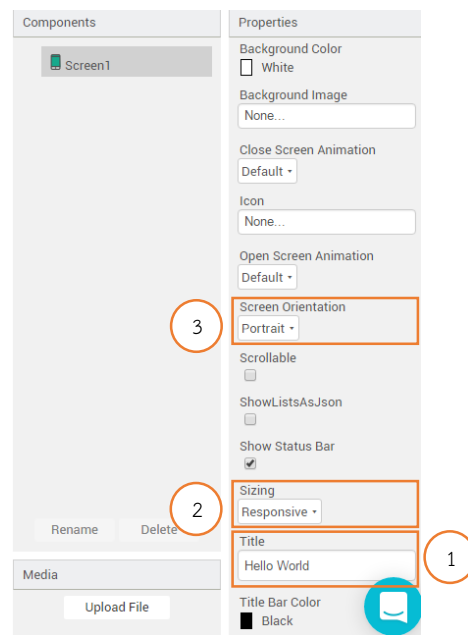 Components
Screen1
Rename Delete
Media
Upload File
Properties
Background Color
White
Background Image
None...
Close Screen Animation
Default
Icon
None...
Open Screen Animation
Default
3
Screen Orientation
Portrait
Scrollable
ShowListsAsJson
Show Status Bar
2
Sizing
Responsive
Title
Hello World
1
Title Bar Color
Black